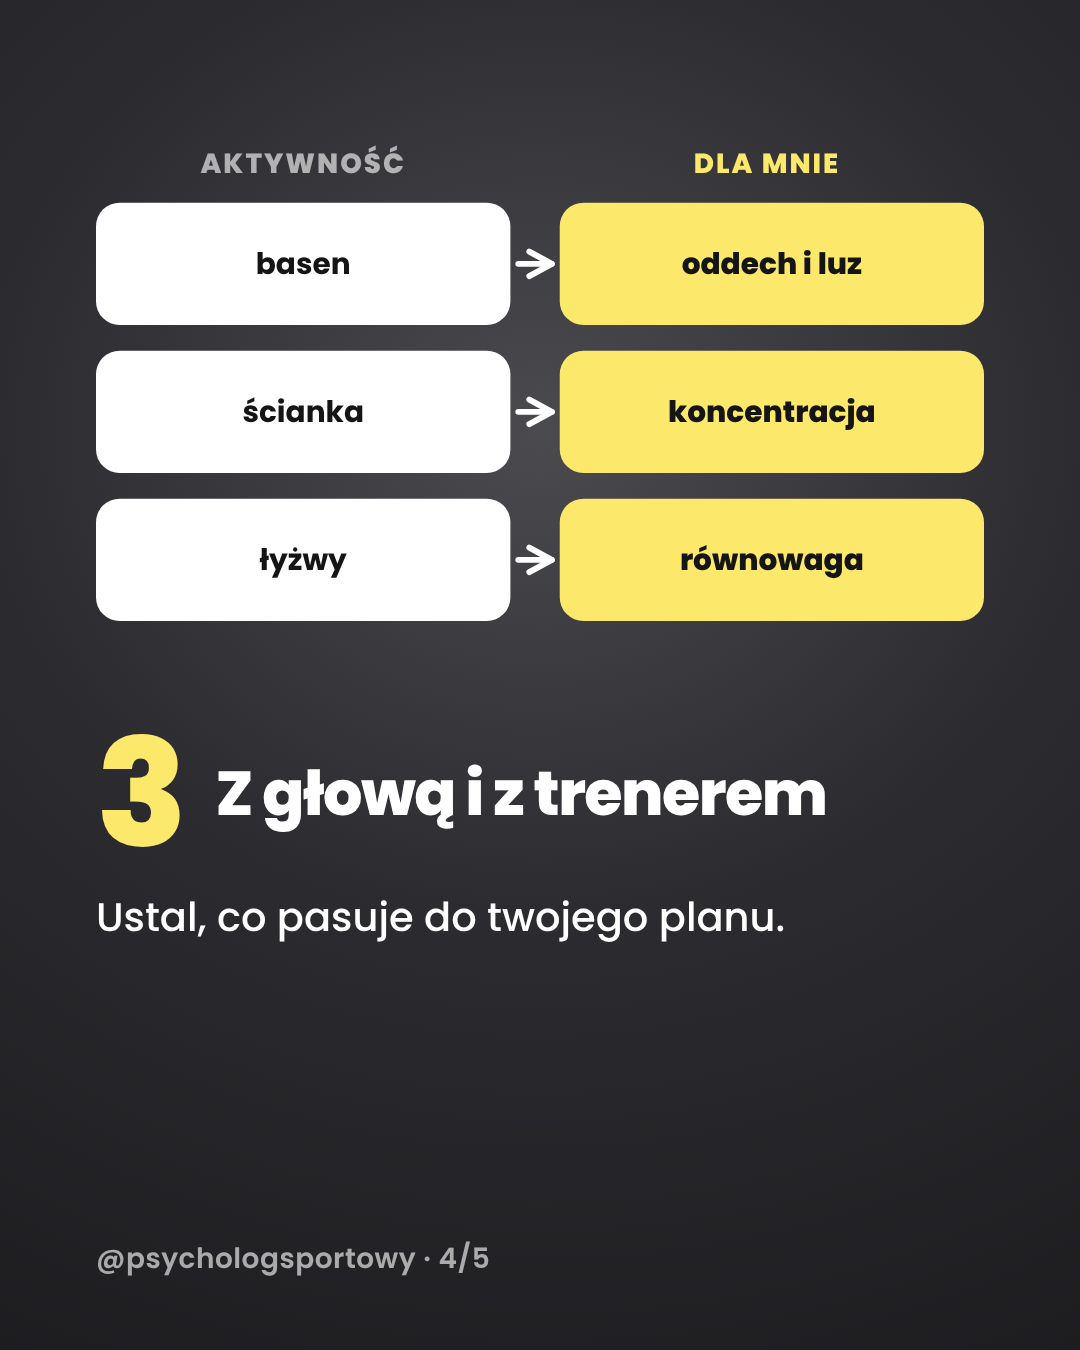 AKTYWNOŚĆ DLA MNIE
basen → oddech i luz
ścianka → koncentracja
łyżwy → równowaga
3 Z głową i z trenerem
Ustal, co pasuje do twojego planu.
@psychologsportowy · 4/5